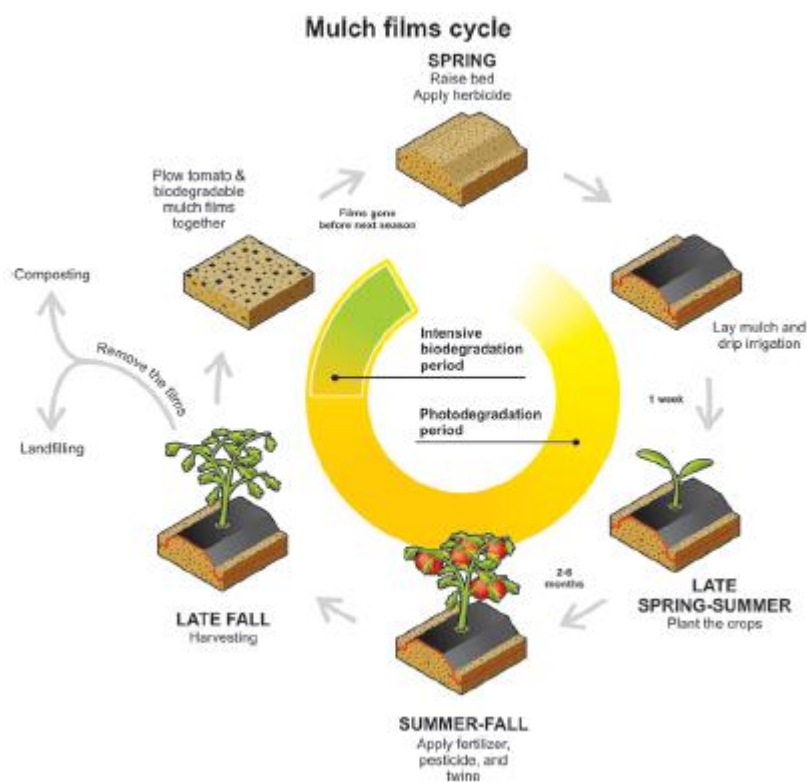 Mulch films cycle
SPRING
Raise bed
Apply herbicide
Plow tomato &
biodegradable
mulch films
together
Films gone
before next season
Composting
Remove the films
Landfilling
Intensive
biodegradation
period
Photodegradation
period
Lay mulch and
drip irrigation
1 week
LATE
SPRING-SUMMER
Plant the crops
2-6
months
LATE FALL
Harvesting
SUMMER-FALL
Apply fertilizer,
pesticide, and
twine